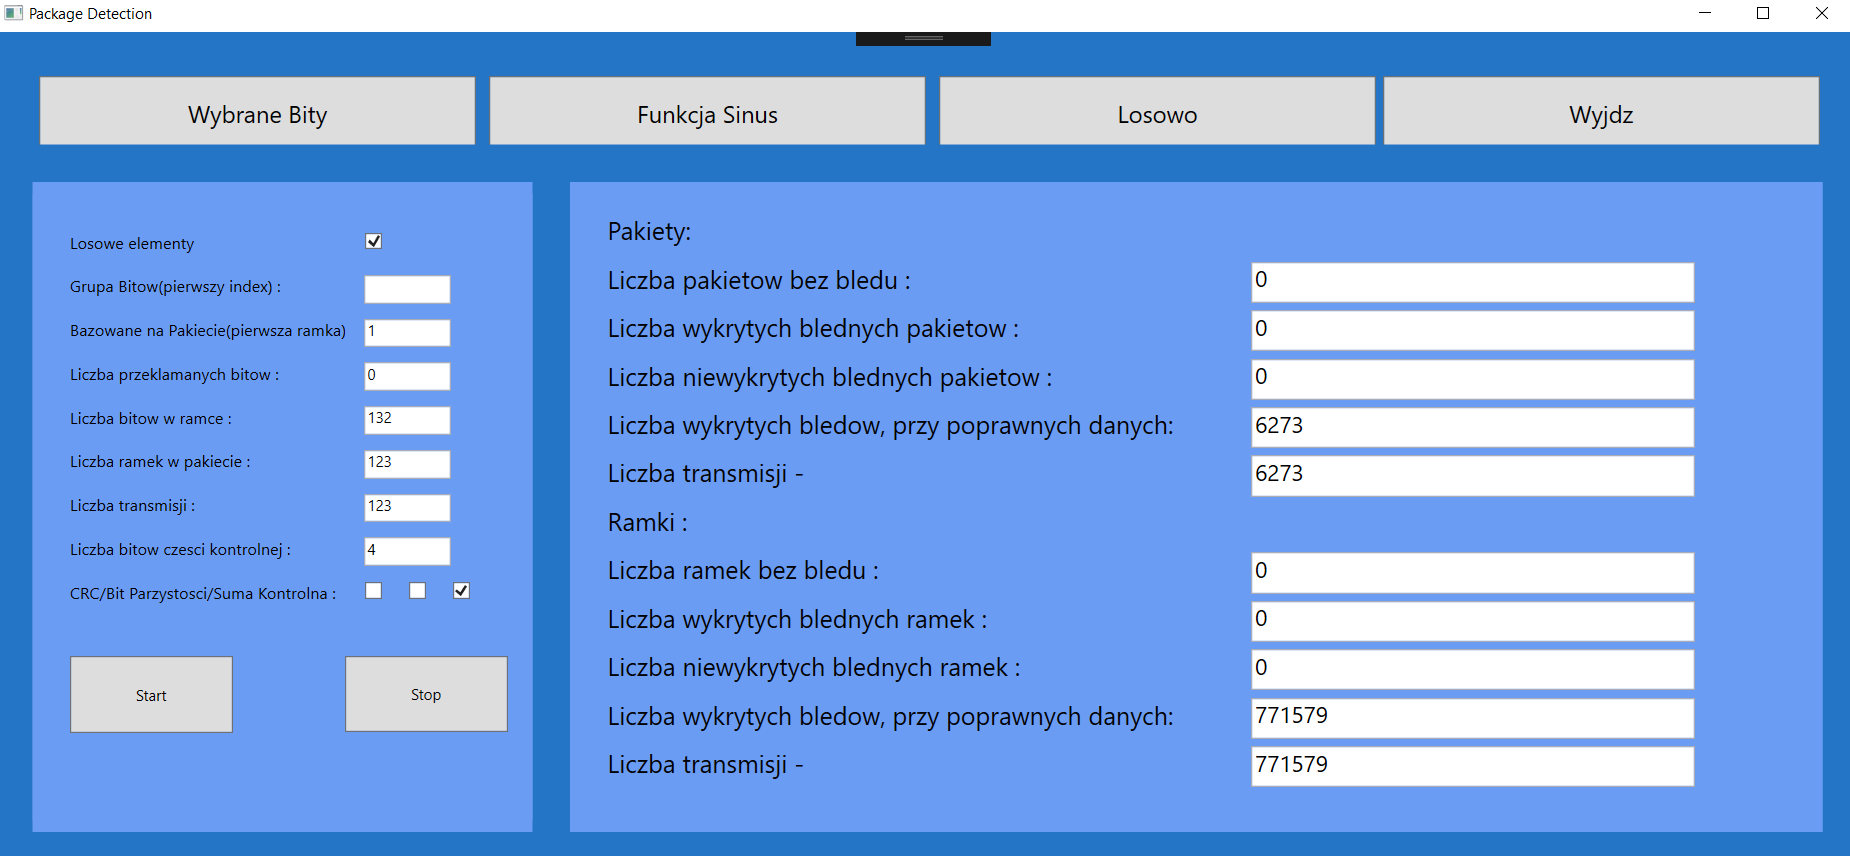 Package Detection
Wybrane Bity
Funkcja Sinus
Losowo
Wyjdz
Losowe elementy
Grupa Bitow(pierwszy index) :
Bazowane na Pakiecie(pierwsza ramka) 1
Liczba przeklamanych bitow : 0
Liczba bitow w ramce : 132
Liczba ramek w pakiecie : 123
Liczba transmisji : 123
Liczba bitow czesci kontrolnej : 4
CRC/Bit Parzystosci/Suma Kontrolna :
Start
Stop
Pakiety:
Liczba pakietow bez bledu : 0
Liczba wykrytych blednych pakietow : 0
Liczba niewykrytych blednych pakietow : 0
Liczba wykrytych bledow, przy poprawnych danych: 6273
Liczba transmisji - 6273
Ramki :
Liczba ramek bez bledu : 0
Liczba wykrytych blednych ramek : 0
Liczba niewykrytych blednych ramek : 0
Liczba wykrytych bledow, przy poprawnych danych: 771579
Liczba transmisji - 771579